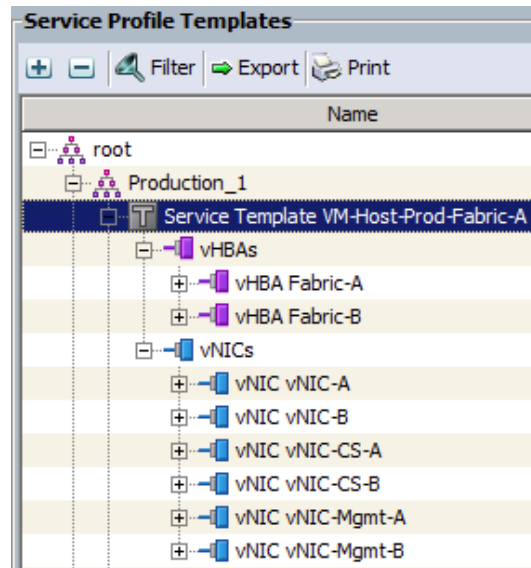 Service Profile Templates
Filter Export Print
Name
root
Production_1
T Service Template VM-Host-Prod-Fabric-A
vHBAs
vHBA Fabric-A
vHBA Fabric-B
vNICs
vNIC vNIC-A
vNIC vNIC-B
vNIC vNIC-CS-A
vNIC vNIC-CS-B
vNIC vNIC-Mgmt-A
vNIC vNIC-Mgmt-B